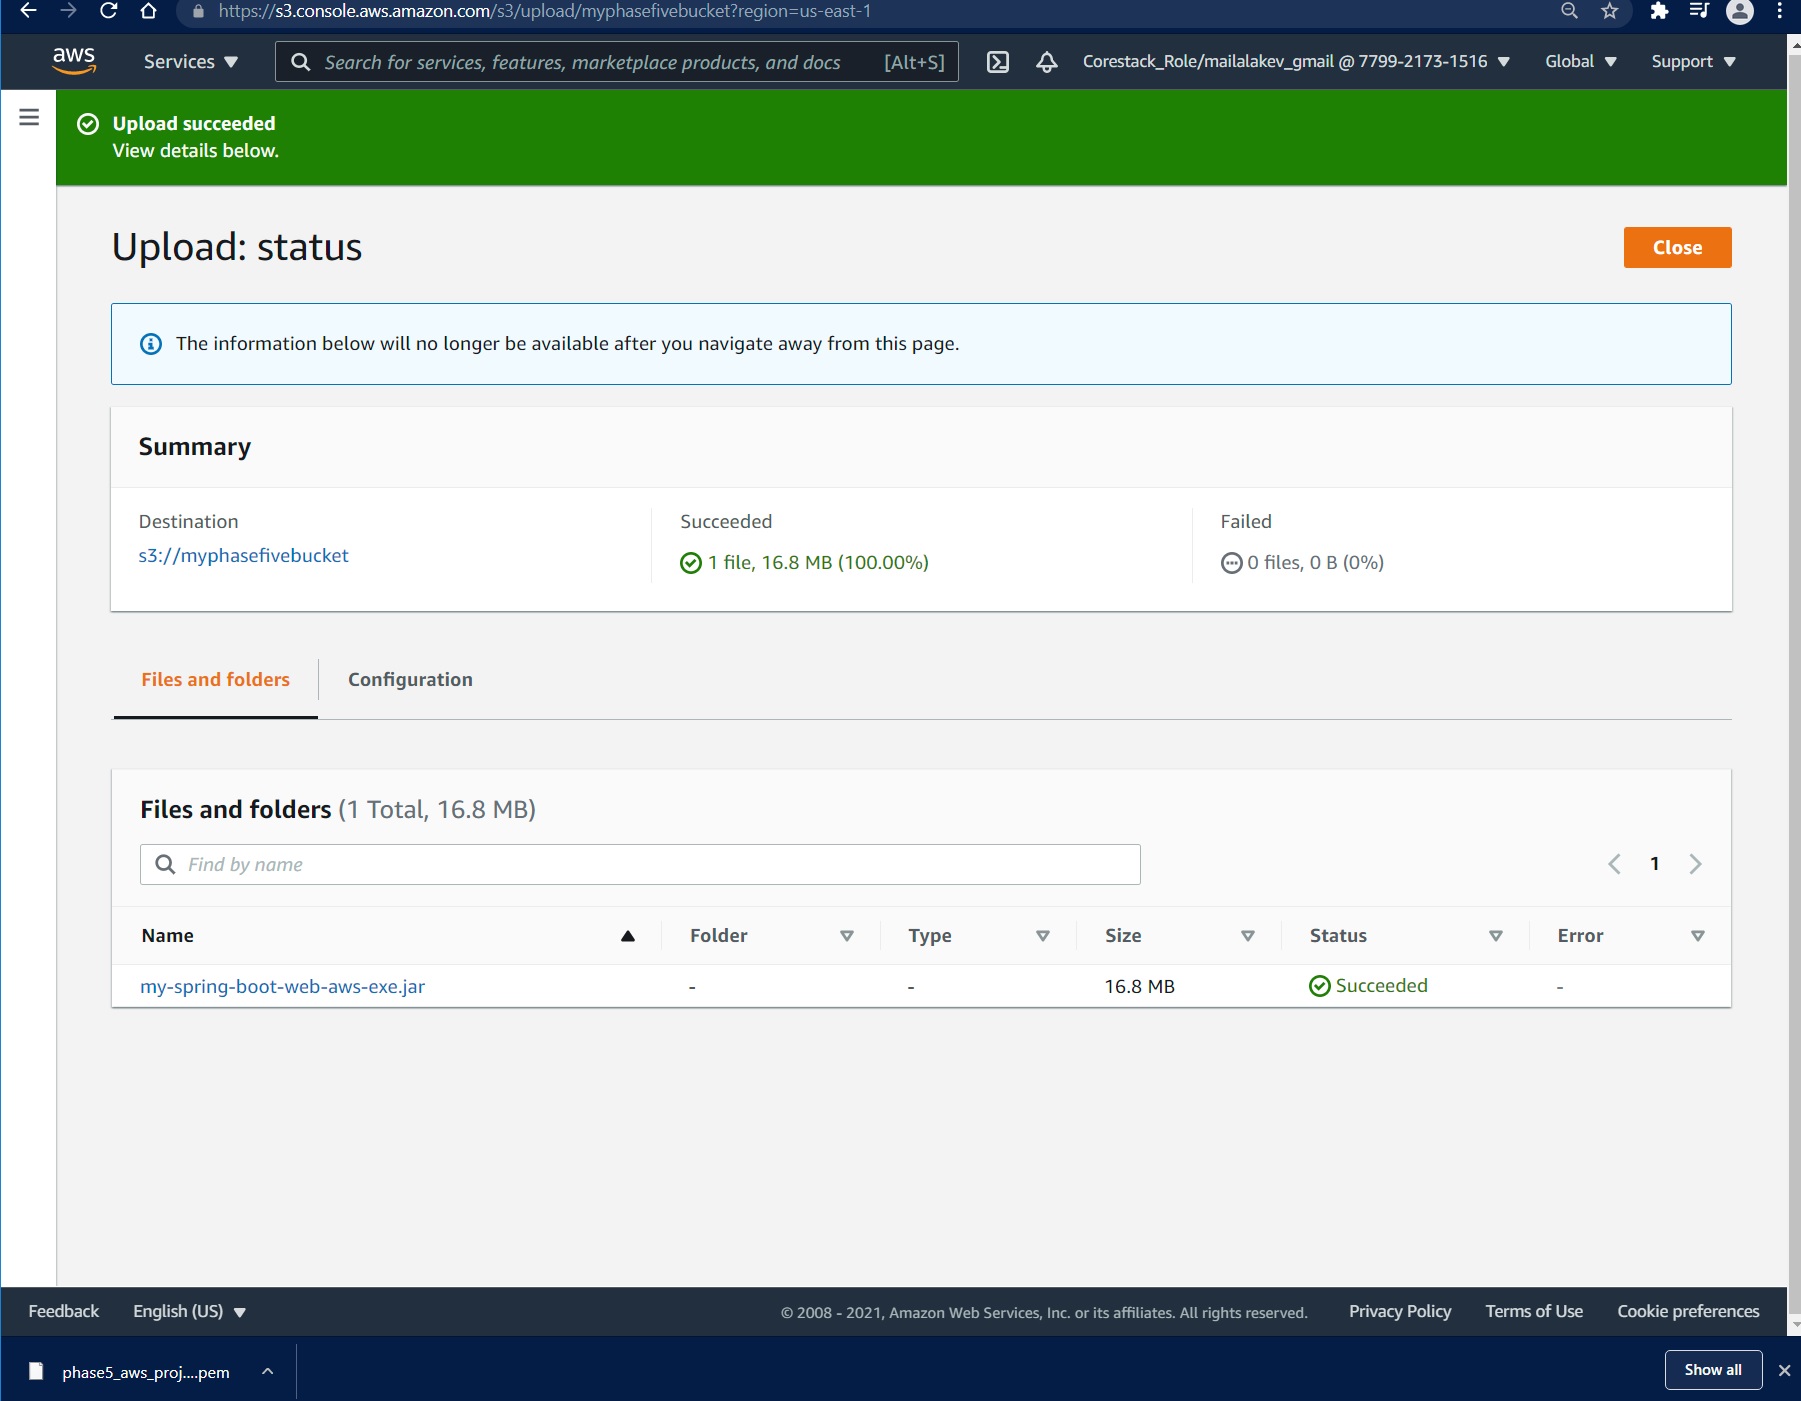 https://s3.console.aws.amazon.com/s3/upload/myphasefivebucket?region=us-east-1
aws Services Search for services, features, marketplace products, and docs [Alt+S] Corestack_Role/mailalakev_gmail @ 7799-2173-1516 Global Support
Upload succeeded
View details below.
Upload: status Close
The information below will no longer be available after you navigate away from this page.
Summary
Destination Succeeded Failed
s3://myphasefivebucket 1 file, 16.8 MB (100.00%) 0 files, 0 B (0%)
Files and folders Configuration
Files and folders (1 Total, 16.8 MB)
Find by name 1
Name Folder Type Size Status Error
my-spring-boot-web-aws-exe.jar - - 16.8 MB Succeeded -
Feedback English (US) © 2008 - 2021, Amazon Web Services, Inc. or its affiliates. All rights reserved. Privacy Policy Terms of Use Cookie preferences
phase5_aws_proj....pem Show all